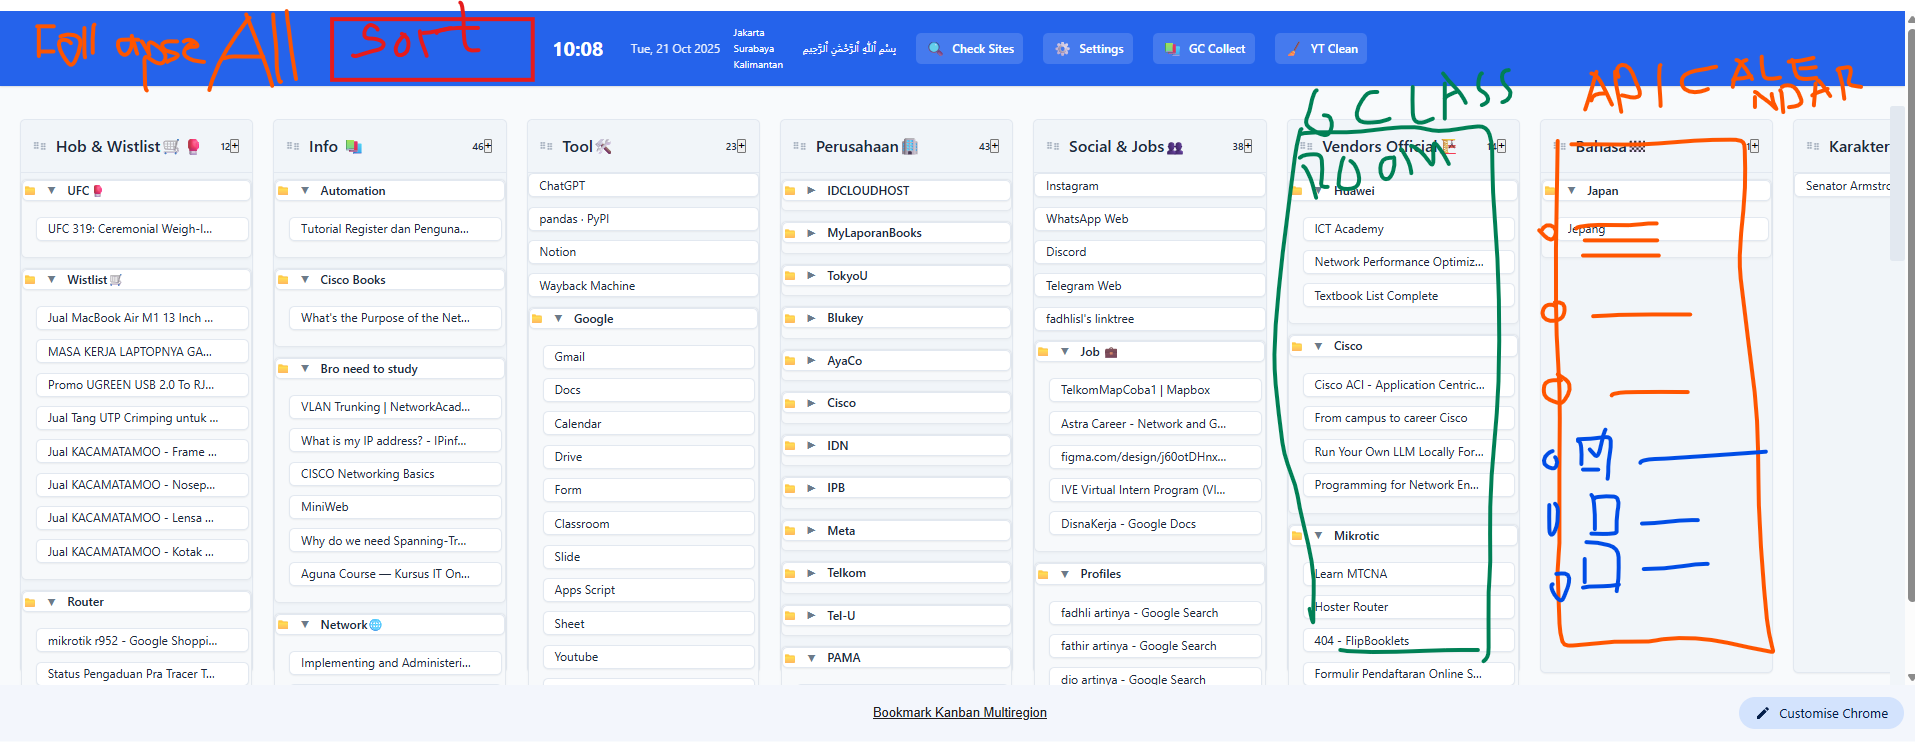 Follapse All
Sort
10:08
Tue, 21 Oct 2025
Jakarta
Surabaya
Kalimantan
بِسْمِ ٱللَّٰهِ ٱلرَّحْمَٰنِ ٱلرَّحِيمِ
Check Sites
Settings
GC Collect
YT Clean
G CLASS
ROOM
API CALE
NDAR
Hob & Wistlist
12+
UFC
UFC 319: Ceremonial Weigh-I...
Wistlist
Jual MacBook Air M1 13 Inch ...
MASA KERJA LAPTOPNYA GA...
Promo UGREEN USB 2.0 To RJ...
Jual Tang UTP Crimping untuk ...
Jual KACAMATAMOO - Frame ...
Jual KACAMATAMOO - Nosep...
Jual KACAMATAMOO - Lensa ...
Jual KACAMATAMOO - Kotak ...
Router
mikrotik r952 - Google Shoppi...
Status Pengaduan Pra Tracer T...
Info
46+
Automation
Tutorial Register dan Penguna...
Cisco Books
What's the Purpose of the Net...
Bro need to study
VLAN Trunking | NetworkAcad...
What is my IP address? - IPinf...
CISCO Networking Basics
MiniWeb
Why do we need Spanning-Tr...
Aguna Course — Kursus IT On...
Network
Implementing and Administeri...
Tool
23+
ChatGPT
pandas · PyPI
Notion
Wayback Machine
Google
Gmail
Docs
Calendar
Drive
Form
Classroom
Slide
Apps Script
Sheet
Youtube
Perusahaan
43+
IDCLOUDHOST
MyLaporanBooks
TokyoU
Blukey
AyaCo
Cisco
IDN
IPB
Meta
Telkom
Tel-U
PAMA
Social & Jobs
38+
Instagram
WhatsApp Web
Discord
Telegram Web
fadhlisl's linktree
Job
TelkomMapCoba1 | Mapbox
Astra Career - Network and G...
figma.com/design/j60otDHnx...
IVE Virtual Intern Program (VI...
DisnaKerja - Google Docs
Profiles
fadhli artinya - Google Search
fathir artinya - Google Search
dio artinya - Google Search
Vendors Official
14+
Huawei
ICT Academy
Network Performance Optimiz...
Textbook List Complete
Cisco
Cisco ACI - Application Centric...
From campus to career Cisco
Run Your Own LLM Locally For...
Programming for Network En...
Mikrotic
Learn MTCNA
Hoster Router
404 - FlipBooklets
Formulir Pendaftaran Online S...
Bahasa
1+
Japan
Jepang
Karakter
Senator Armstro
Bookmark Kanban Multiregion
Customise Chrome